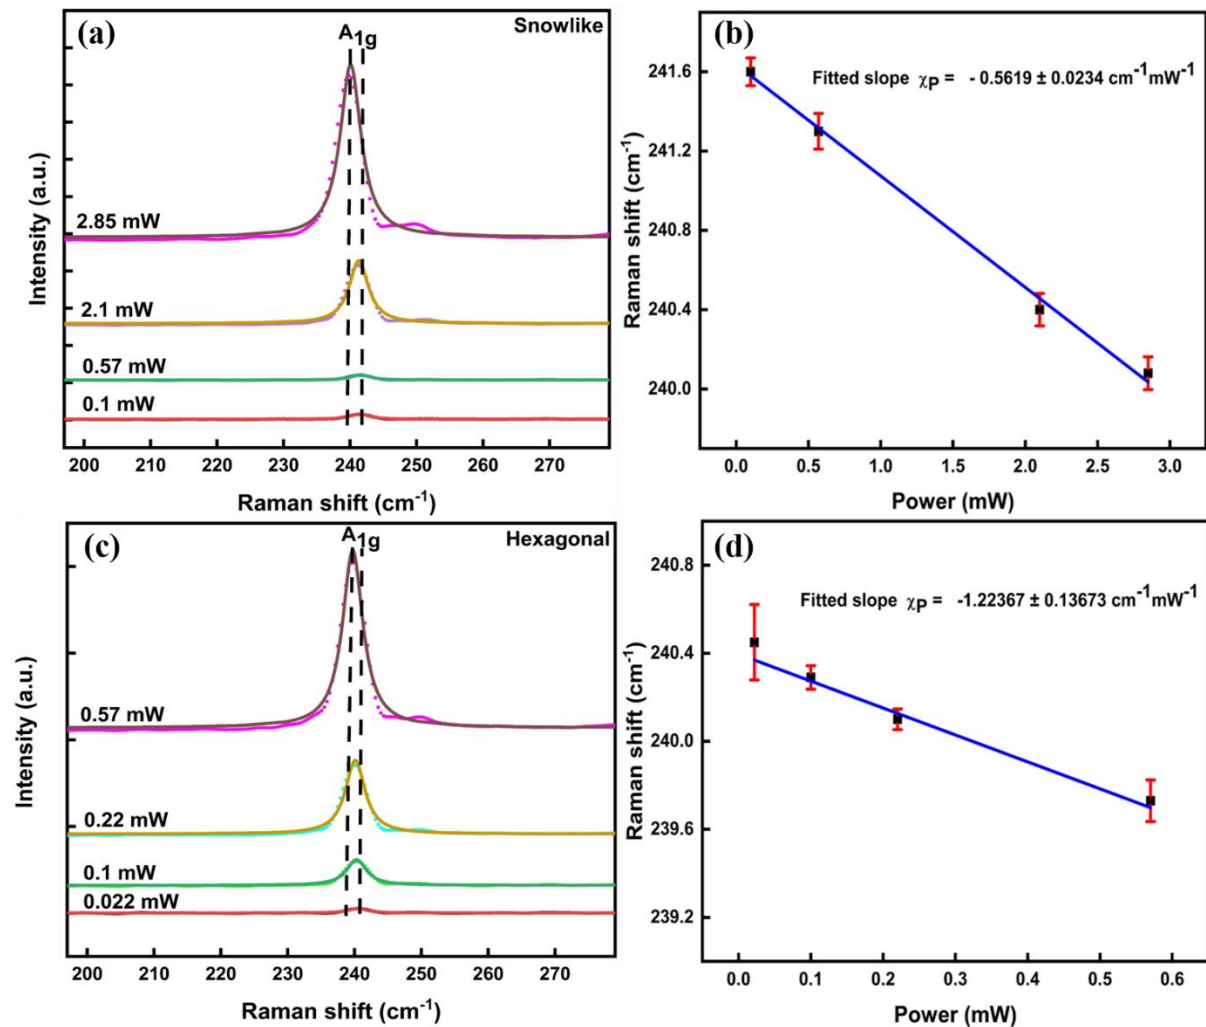 (a)
A1g
Snowlike
2.85 mW
2.1 mW
0.57 mW
0.1 mW
Intensity (a.u.)
200 210 220 230 240 250 260 270
Raman shift (cm-1)
(b)
Fitted slope χP = - 0.5619 ± 0.0234 cm-1mW-1
241.6
241.2
240.8
240.4
240.0
Raman shift (cm-1)
0.0 0.5 1.0 1.5 2.0 2.5 3.0
Power (mW)
(c)
A1g
Hexagonal
0.57 mW
0.22 mW
0.1 mW
0.022 mW
Intensity (a.u.)
200 210 220 230 240 250 260 270
Raman shift (cm-1)
(d)
Fitted slope χP = -1.22367 ± 0.13673 cm-1mW-1
240.8
240.4
240.0
239.6
239.2
Raman shift (cm-1)
0.0 0.1 0.2 0.3 0.4 0.5 0.6
Power (mW)